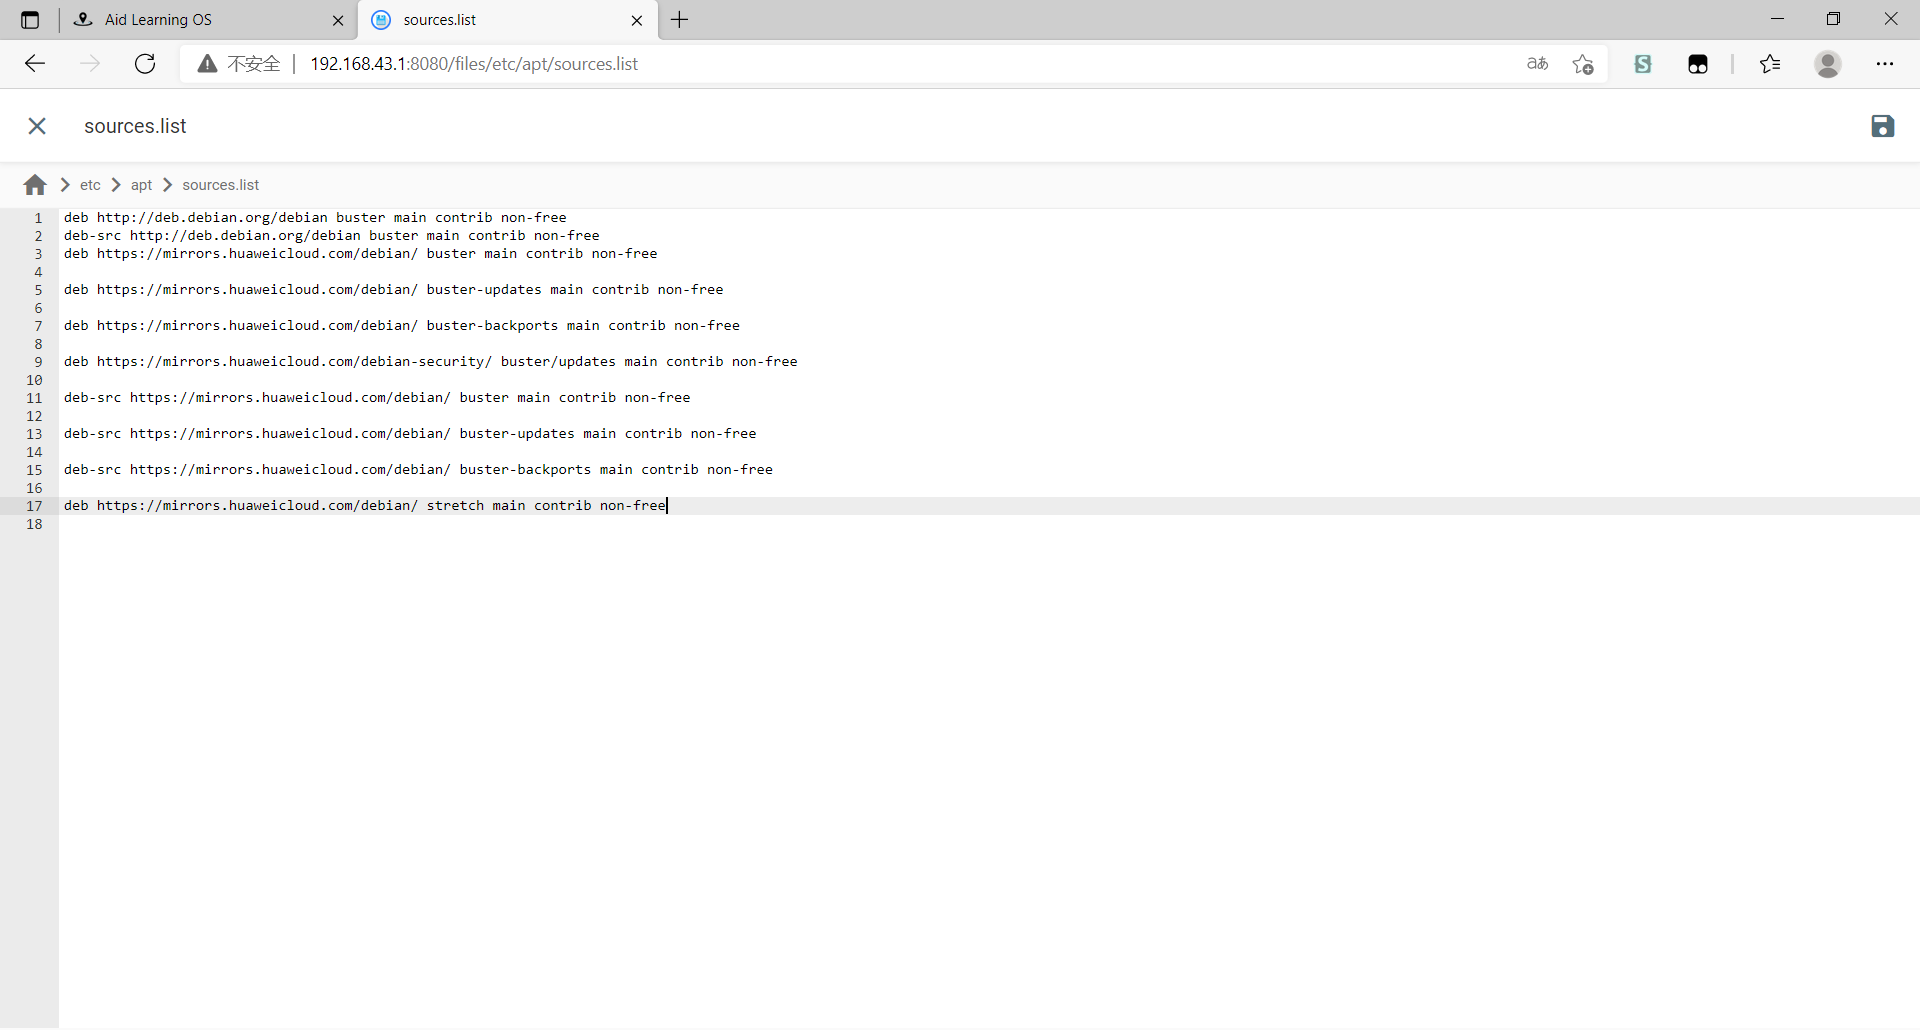 Aid Learning OS
sources.list
不安全
192.168.43.1:8080/files/etc/apt/sources.list
aあ
S
sources.list
etc
apt
sources.list
1 deb http://deb.debian.org/debian buster main contrib non-free
2 deb-src http://deb.debian.org/debian buster main contrib non-free
3 deb https://mirrors.huaweicloud.com/debian/ buster main contrib non-free
4
5 deb https://mirrors.huaweicloud.com/debian/ buster-updates main contrib non-free
6
7 deb https://mirrors.huaweicloud.com/debian/ buster-backports main contrib non-free
8
9 deb https://mirrors.huaweicloud.com/debian-security/ buster/updates main contrib non-free
10
11 deb-src https://mirrors.huaweicloud.com/debian/ buster main contrib non-free
12
13 deb-src https://mirrors.huaweicloud.com/debian/ buster-updates main contrib non-free
14
15 deb-src https://mirrors.huaweicloud.com/debian/ buster-backports main contrib non-free
16
17 deb https://mirrors.huaweicloud.com/debian/ stretch main contrib non-free
18